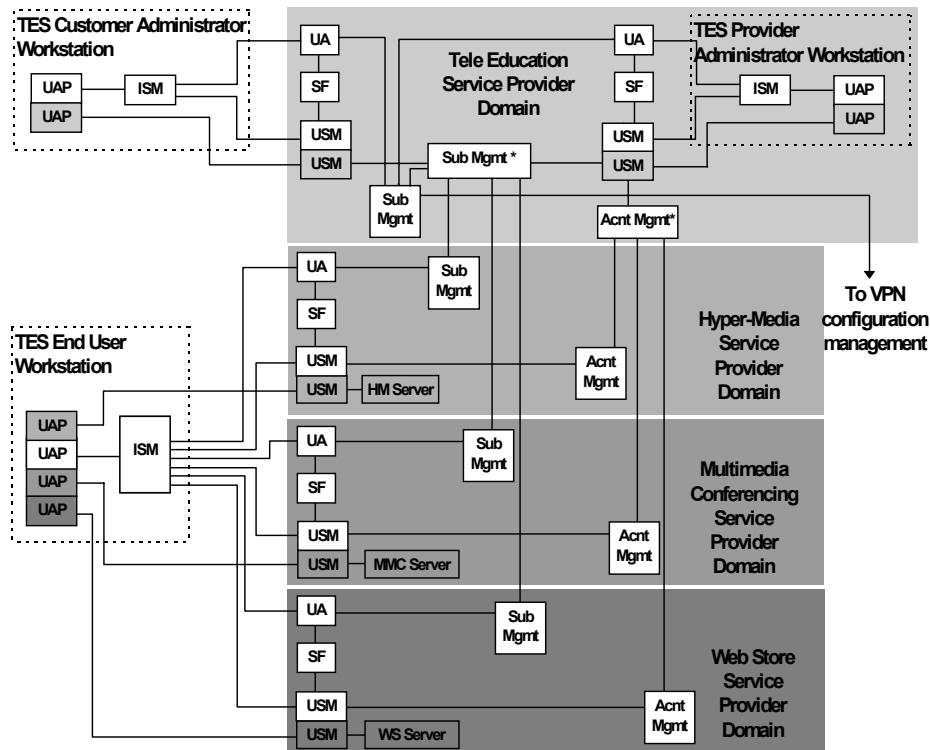 TES Customer Administrator
Workstation
UAP
ISM
UAP
UA
SF
USM
USM
Tele Education
Service Provider
Domain
Sub Mgmt *
Sub
Mgmt
UA
SF
USM
USM
Acnt Mgmt*
TES Provider
Administrator Workstation
ISM
UAP
UAP
To VPN
configuration
management
UA
SF
USM
USM
HM Server
Sub
Mgmt
Acnt
Mgmt
Hyper-Media
Service
Provider
Domain
TES End User
Workstation
UAP
UAP
UAP
UAP
ISM
UA
SF
USM
USM
MMC Server
Sub
Mgmt
Acnt
Mgmt
Multimedia
Conferencing
Service
Provider
Domain
UA
SF
USM
USM
WS Server
Sub
Mgmt
Acnt
Mgmt
Web Store
Service
Provider
Domain